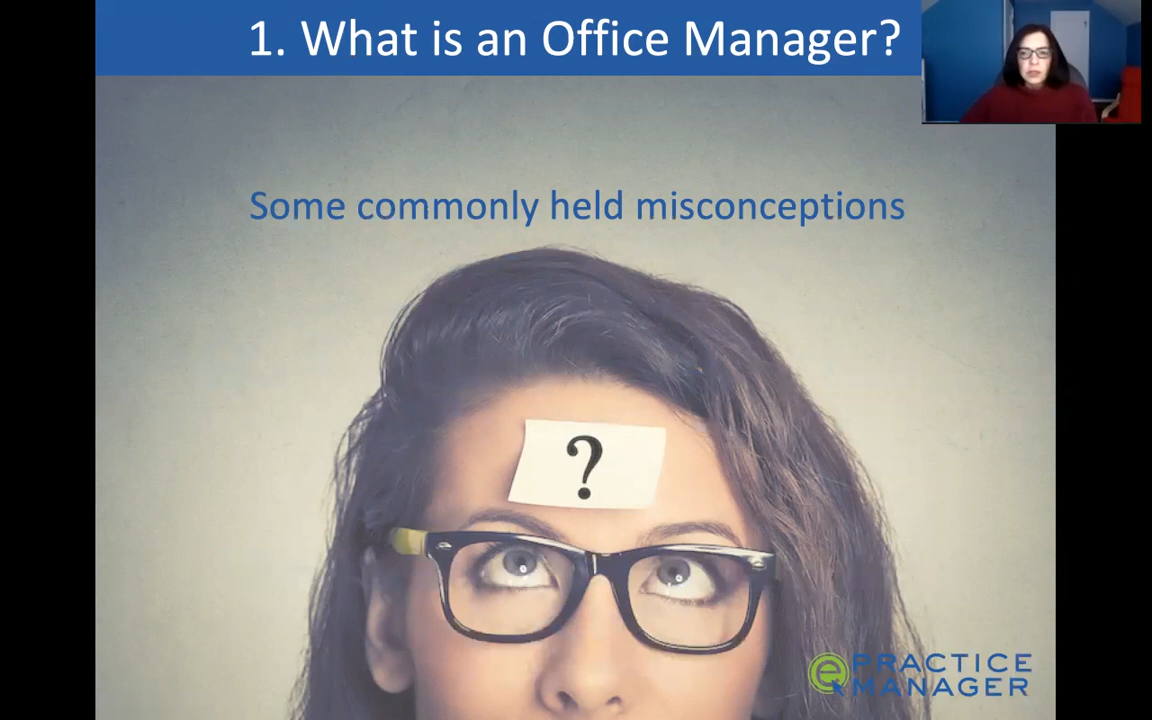 1. What is an Office Manager?
Some commonly held misconceptions
?
e PRACTICE
MANAGER